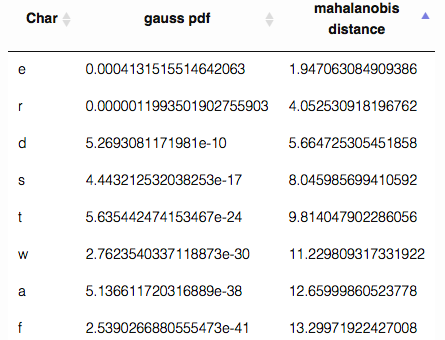 Char gauss pdf mahalanobis distance
e 0.0004131515514642063 1.947063084909386
r 0.0000011993501902755903 4.052530918196762
d 5.2693081171981e-10 5.664725305451858
s 4.443212532038253e-17 8.045985699410592
t 5.635442474153467e-24 9.814047902286056
w 2.7623540337118873e-30 11.229809317331922
a 5.136611720316889e-38 12.65999860523778
f 2.5390266880555473e-41 13.29971922427008